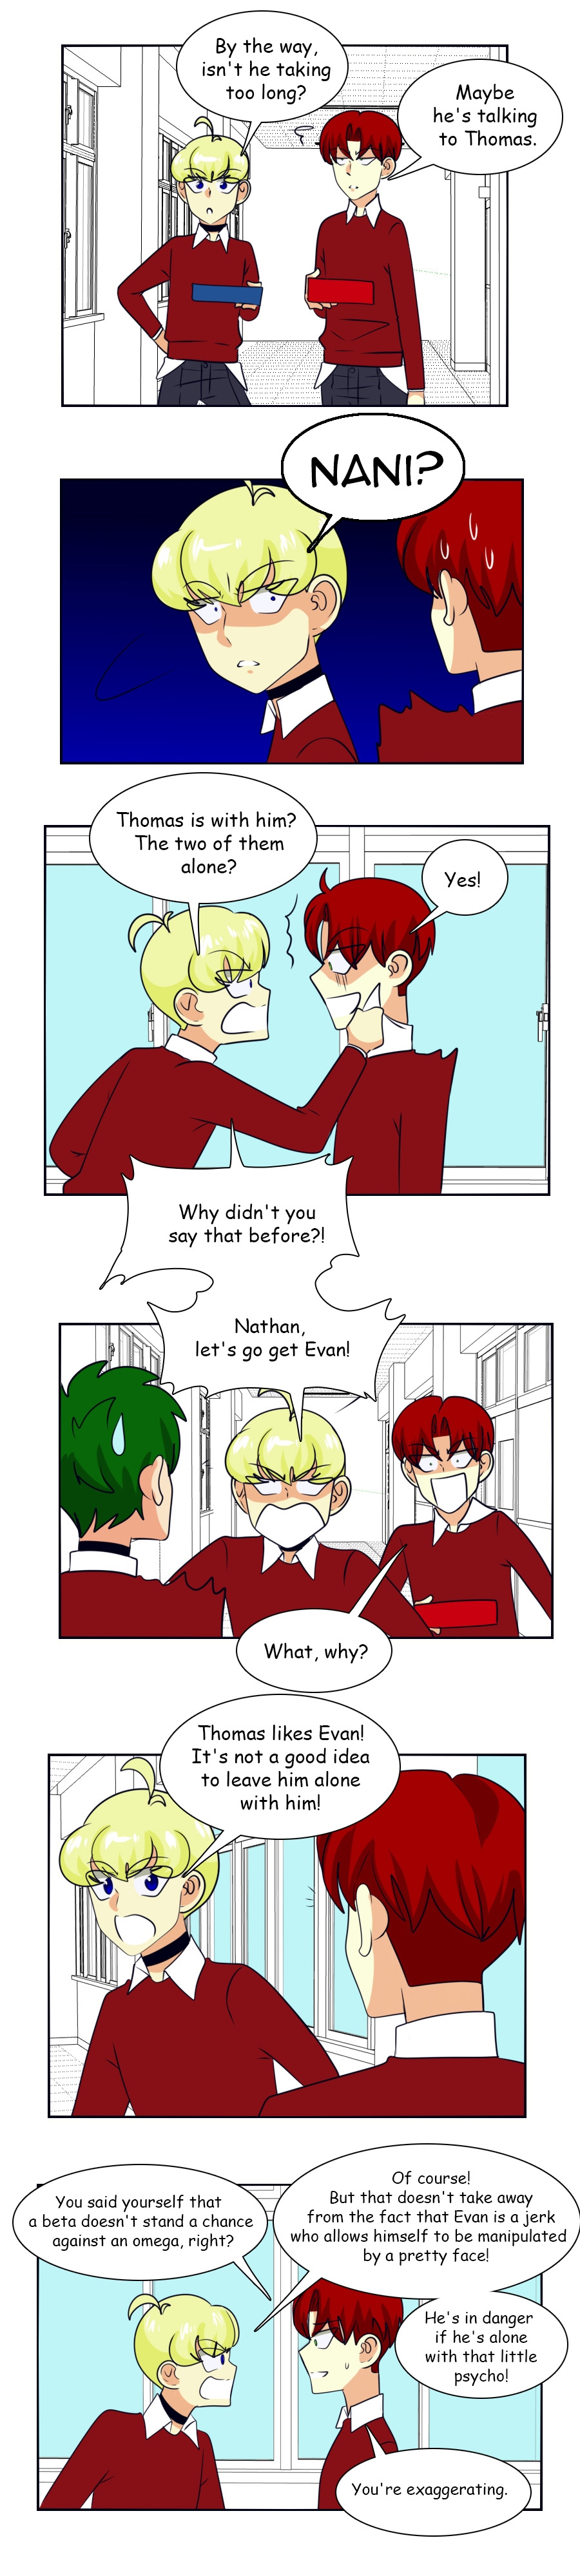 By the way,
isn't he taking
too long?
Maybe
he's talking
to Thomas.
NANI?
Thomas is with him?
The two of them
alone?
Yes!
Why didn't you
say that before?!
Nathan,
let's go get Evan!
What, why?
Thomas likes Evan!
It's not a good idea
to leave him alone
with him!
You said yourself that
a beta doesn't stand a chance
against an omega, right?
Of course!
But that doesn't take away
from the fact that Evan is a jerk
who allows himself to be manipulated
by a pretty face!
He's in danger
if he's alone
with that little
psycho!
You're exaggerating.